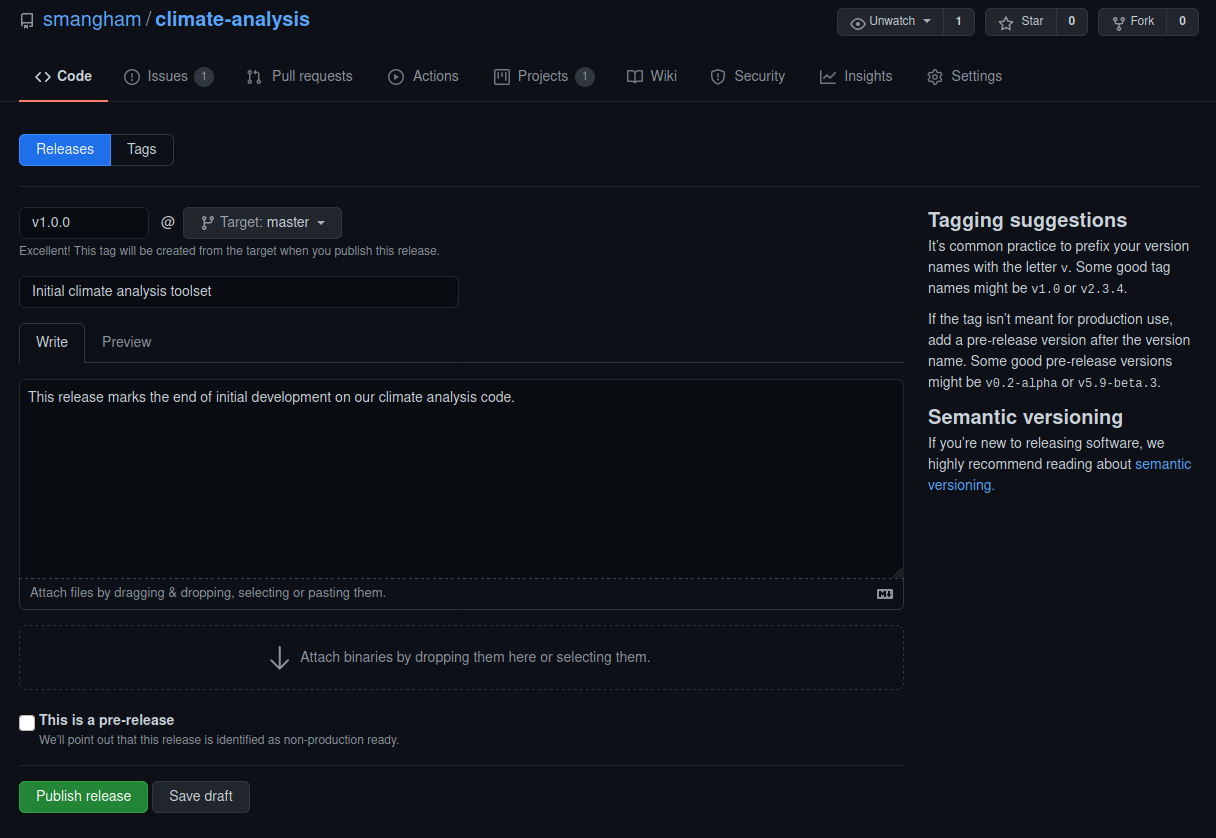 smangham / climate-analysis
Unwatch 1 Star 0 Fork 0
Code Issues 1 Pull requests Actions Projects 1 Wiki Security Insights Settings
Releases Tags
v1.0.0 @ Target: master
Excellent! This tag will be created from the target when you publish this release.
Initial climate analysis toolset
Write Preview
This release marks the end of initial development on our climate analysis code.
Attach files by dragging & dropping, selecting or pasting them.
Attach binaries by dropping them here or selecting them.
This is a pre-release
We'll point out that this release is identified as non-production ready.
Publish release Save draft
Tagging suggestions
It's common practice to prefix your version
names with the letter v. Some good tag
names might be v1.0 or v2.3.4.
If the tag isn't meant for production use,
add a pre-release version after the version
name. Some good pre-release versions
might be v0.2-alpha or v5.9-beta.3.
Semantic versioning
If you're new to releasing software, we
highly recommend reading about semantic
versioning.